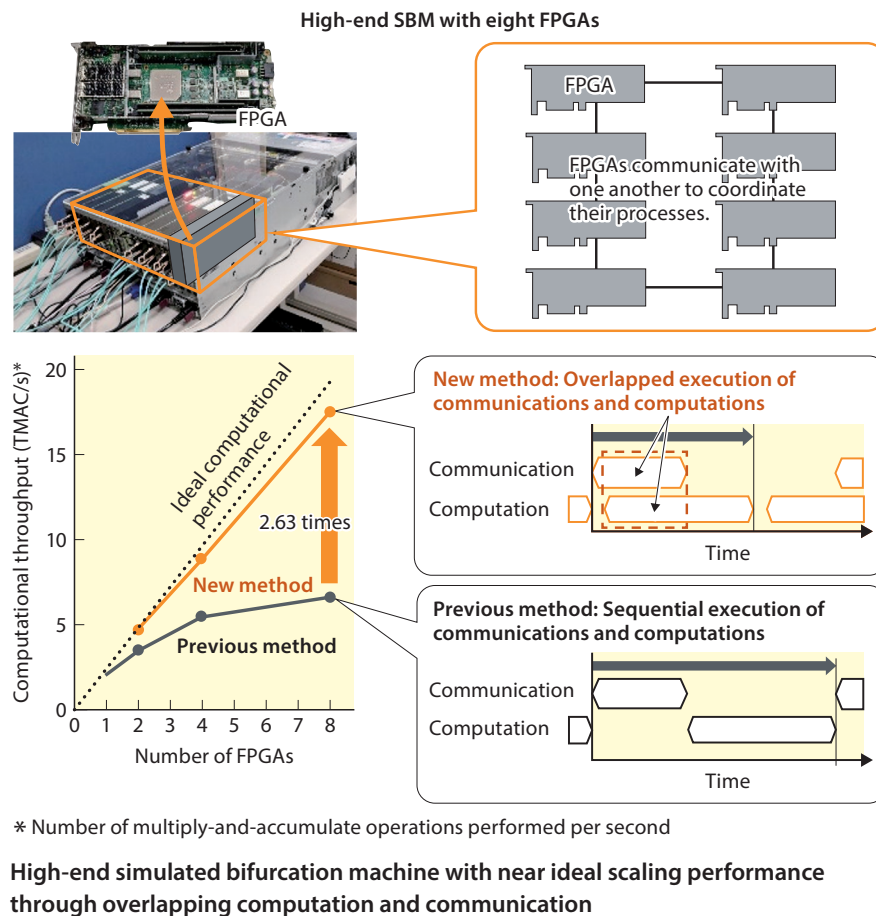 High-end SBM with eight FPGAs
FPGA
FPGA
FPGAs communicate with
one another to coordinate
their processes.
Computational throughput (TMAC/s)*
20
15
10
5
0
0 1 2 3 4 5 6 7 8
Number of FPGAs
Ideal computational
performance
2.63 times
New method
Previous method
New method: Overlapped execution of
communications and computations
Communication
Computation
Time
Previous method: Sequential execution of
communications and computations
Communication
Computation
Time
* Number of multiply-and-accumulate operations performed per second
High-end simulated bifurcation machine with near ideal scaling performance
through overlapping computation and communication